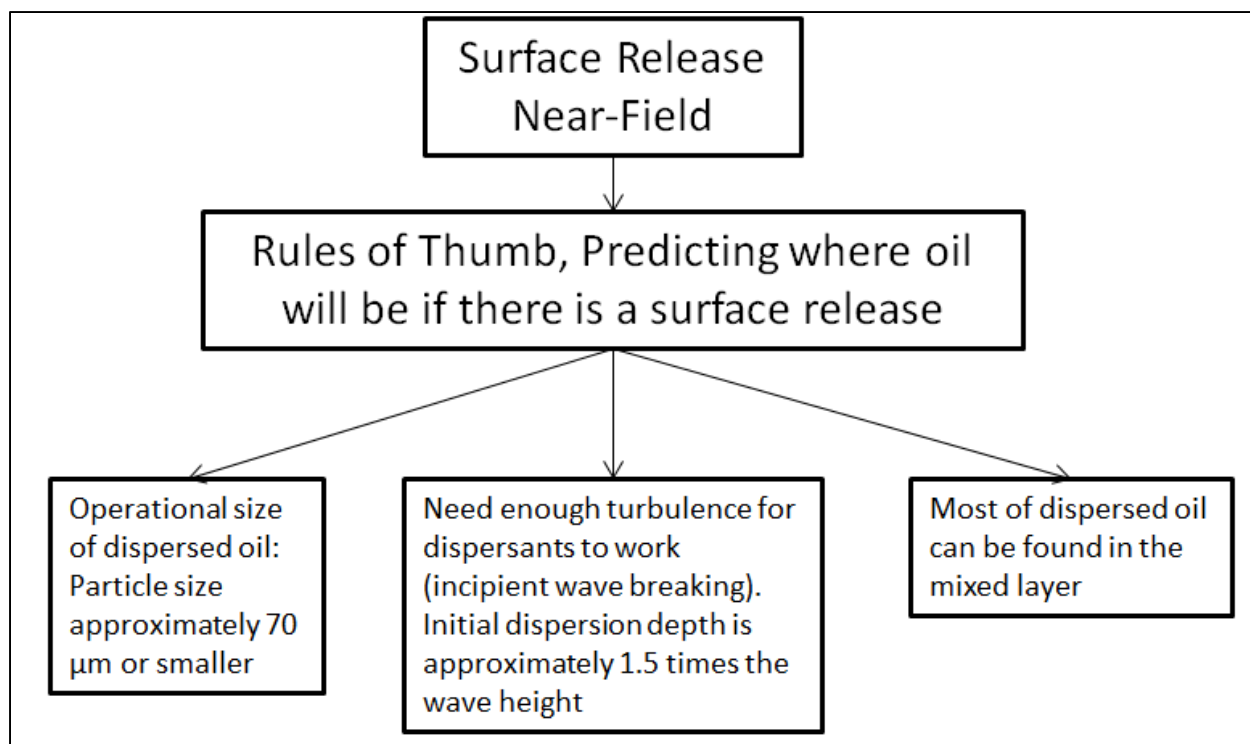 Surface Release
Near-Field
Rules of Thumb, Predicting where oil
will be if there is a surface release
Operational size
of dispersed oil:
Particle size
approximately 70
µm or smaller
Need enough turbulence for
dispersants to work
(incipient wave breaking).
Initial dispersion depth is
approximately 1.5 times the
wave height
Most of dispersed oil
can be found in the
mixed layer